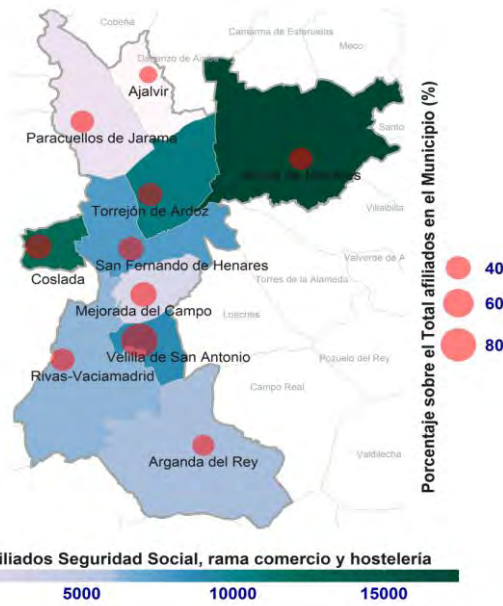 Cobeña
Camarma de Esteruelas
Meco
Daganzo de Arriba
Ajalvir
Paracuellos de Jarama
Santo
Torrejón de Ardoz
Villalbilla
Coslada
San Fernando de Henares
Valverde de A
Torres de la Alameda
Mejorada del Campo
Loeches
Velilla de San Antonio
Pozuelo del Rey
Rivas-Vaciamadrid
Campo Real
Arganda del Rey
Valdilecha
Porcentaje sobre el Total afiliados en el Municipio (%)
40
60
80
iliados Seguridad Social, rama comercio y hostelería
5000 10000 15000